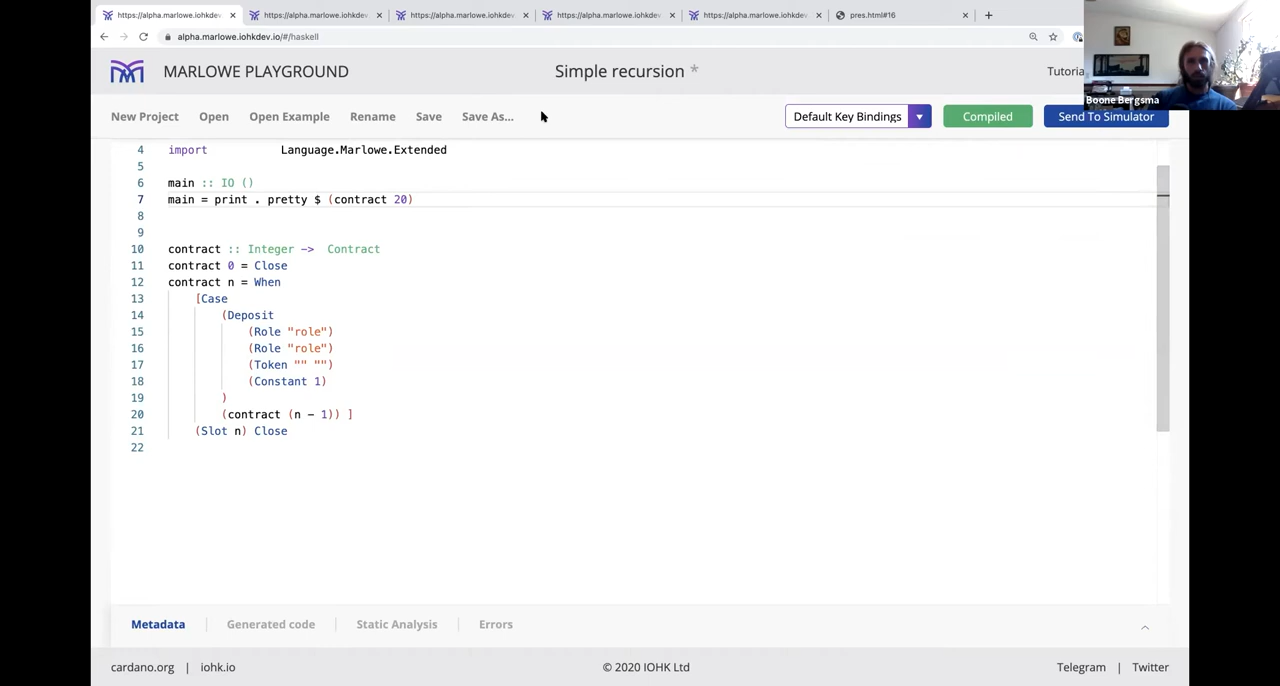 https://alpha.marlowe.iohkdev
https://alpha.marlowe.iohkdev
https://alpha.marlowe.iohkdev
https://alpha.marlowe.iohkdev
https://alpha.marlowe.iohkdev
pres.html#16
alpha.marlowe.iohkdev.io/#/haskell
MARLOWE PLAYGROUND
Simple recursion *
Tutoria
Boone Bergsma
New Project
Open
Open Example
Rename
Save
Save As...
Default Key Bindings
Compiled
Send To Simulator
4 import Language.Marlowe.Extended
5
6 main :: IO ()
7 main = print . pretty $ (contract 20)
8
9
10 contract :: Integer -> Contract
11 contract 0 = Close
12 contract n = When
13 [Case
14 (Deposit
15 (Role "role")
16 (Role "role")
17 (Token "" "")
18 (Constant 1)
19 )
20 (contract (n - 1)) ]
21 (Slot n) Close
22
Metadata | Generated code | Static Analysis | Errors
cardano.org | iohk.io
© 2020 IOHK Ltd
Telegram | Twitter